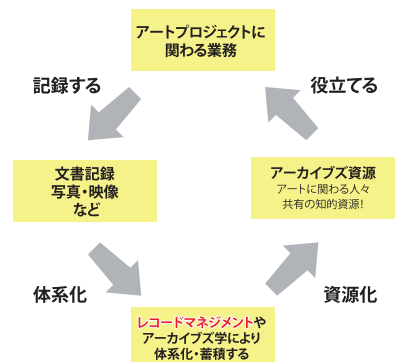 アートプロジェクトに
関わる業務
記録する
役立てる
文書記録
写真・映像
など
アーカイブズ資源
アートに関わる人々
共有の知的資源!
体系化
資源化
レコードマネジメントや
アーカイブズ学により
体系化・蓄積する